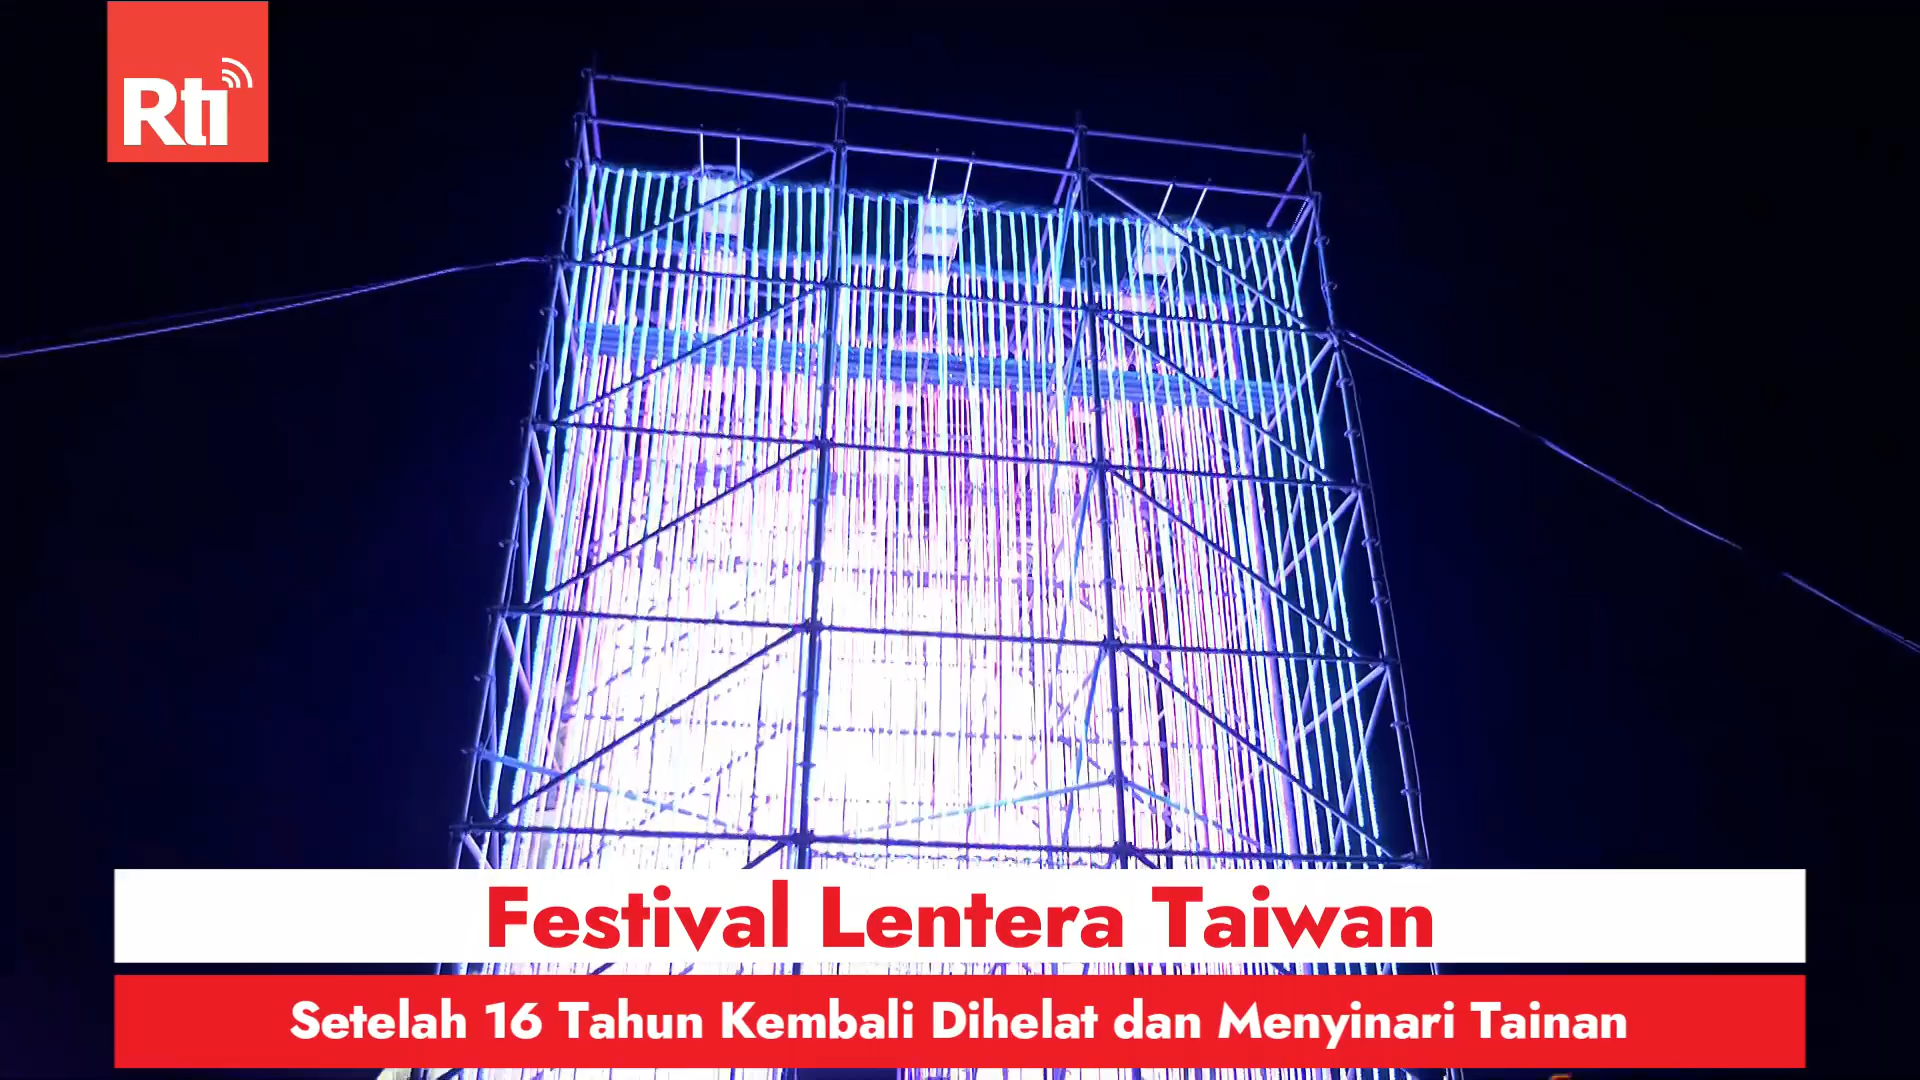 Rti
Festival Lentera Taiwan
Setelah 16 Tahun Kembali Dihelat dan Menyinari Tainan